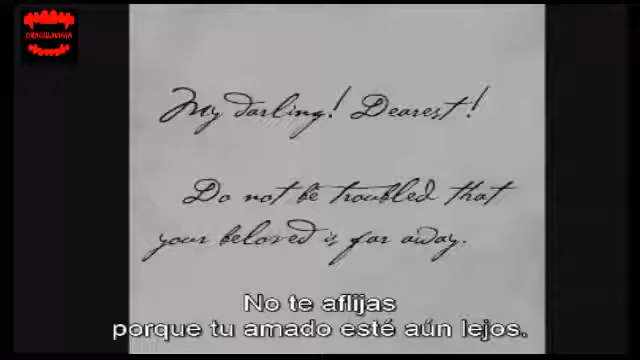 DRACULAVIEJA
My darling! Dearest!
Do not be troubled that
your beloved is far away.
No te aflijas
porque tu amado esté aún lejos.